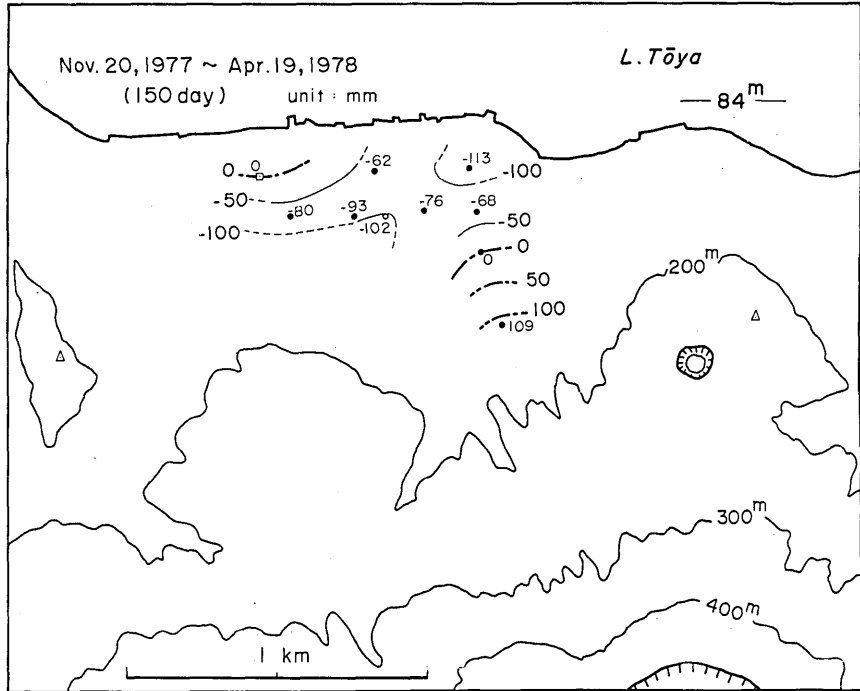 Nov. 20, 1977 ~ Apr. 19, 1978
(150 day) unit : mm
L. Tōya
84m
0 0
-62
-113
-100
-50
-80
-93
-102
-76
-68
-50
-100
0
0
50
100
109
200m
300m
400m
1 km